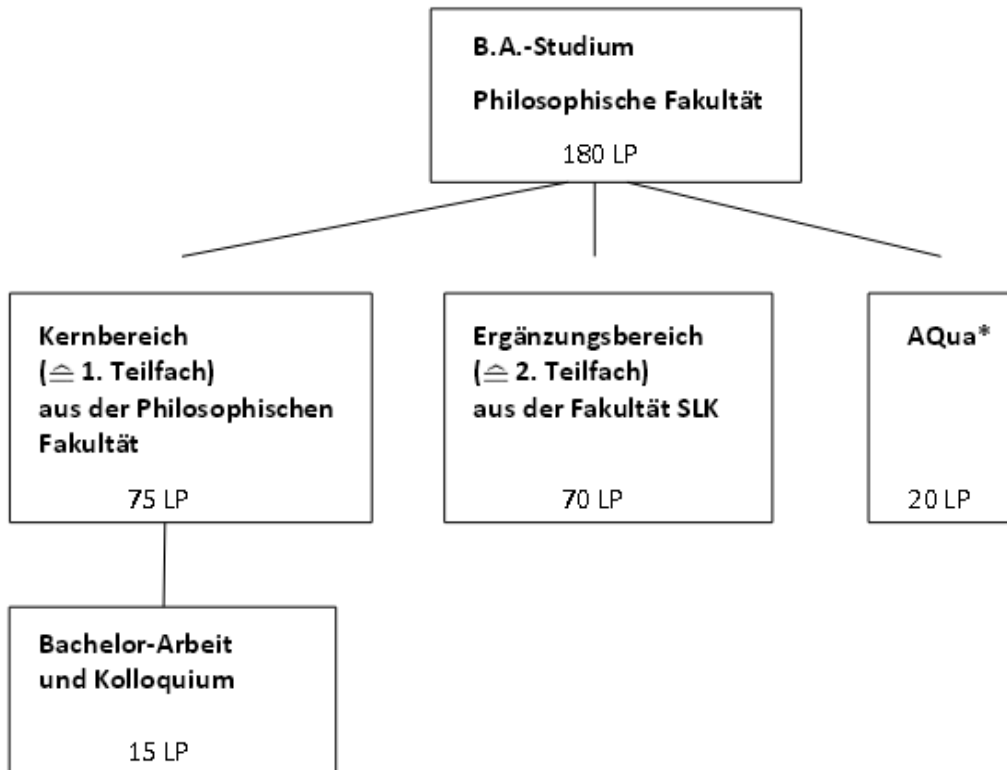 B.A.-Studium
Philosophische Fakultät
180 LP
Kernbereich
(≙ 1. Teilfach)
aus der Philosophischen
Fakultät
75 LP
Ergänzungsbereich
(≙ 2. Teilfach)
aus der Fakultät SLK
70 LP
AQua*
20 LP
Bachelor-Arbeit
und Kolloquium
15 LP